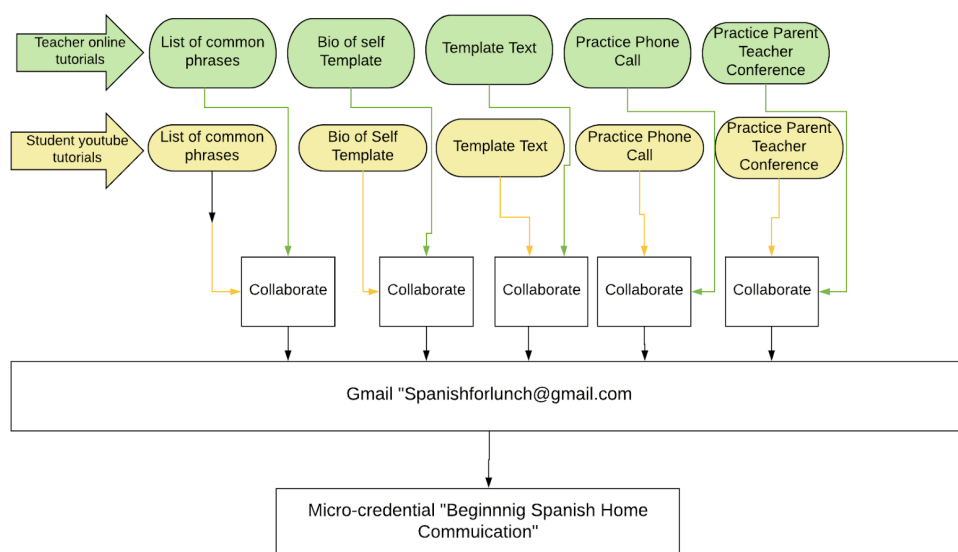 Teacher online
tutorials
List of common
phrases
Bio of self
Template
Template Text
Practice Phone
Call
Practice Parent
Teacher
Conference
Student youtube
tutorials
List of common
phrases
Bio of Self
Template
Template Text
Practice Phone
Call
Practice Parent
Teacher
Conference
Collaborate
Collaborate
Collaborate
Collaborate
Collaborate
Gmail "Spanishforlunch@gmail.com
Micro-credential "Beginnnig Spanish Home
Commuication"